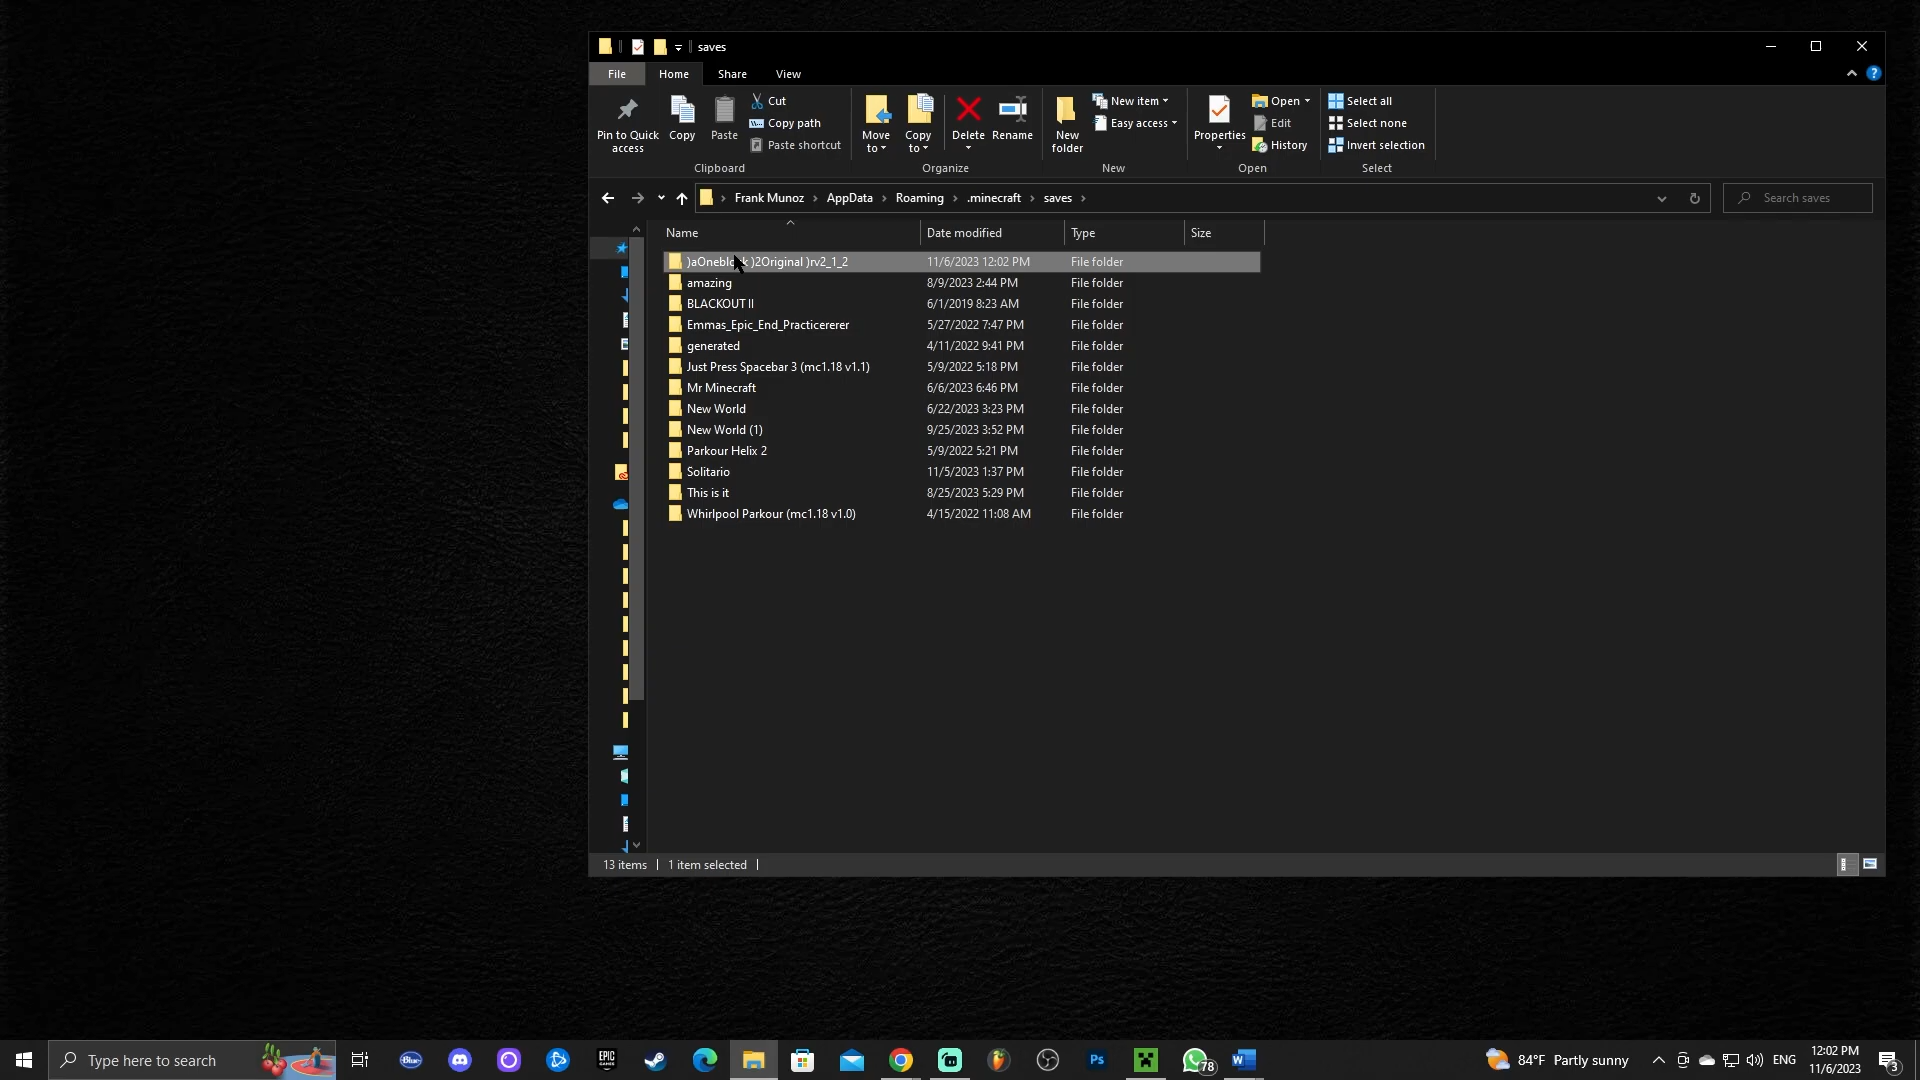 saves
File Home Share View
Pin to Quick access
Copy
Paste
Cut
Copy path
Paste shortcut
Clipboard
Move to
Copy to
Delete
Rename
Organize
New folder
New item
Easy access
New
Properties
Open
Edit
History
Open
Select all
Select none
Invert selection
Select
Frank Munoz › AppData › Roaming › .minecraft › saves ›
Search saves
Name Date modified Type Size
)aOneblock )2Original )rv2_1_2 11/6/2023 12:02 PM File folder
amazing 8/9/2023 2:44 PM File folder
BLACKOUT II 6/1/2019 8:23 AM File folder
Emmas_Epic_End_Practicererer 5/27/2022 7:47 PM File folder
generated 4/11/2022 9:41 PM File folder
Just Press Spacebar 3 (mc1.18 v1.1) 5/9/2022 5:18 PM File folder
Mr Minecraft 6/6/2023 6:46 PM File folder
New World 6/22/2023 3:23 PM File folder
New World (1) 9/25/2023 3:52 PM File folder
Parkour Helix 2 5/9/2022 5:21 PM File folder
Solitario 11/5/2023 1:37 PM File folder
This is it 8/25/2023 5:29 PM File folder
Whirlpool Parkour (mc1.18 v1.0) 4/15/2022 11:08 AM File folder
13 items 1 item selected
Type here to search
Blue
EPIC GAMES
Ps
78
W
84°F Partly sunny
ENG
12:02 PM
11/6/2023
3